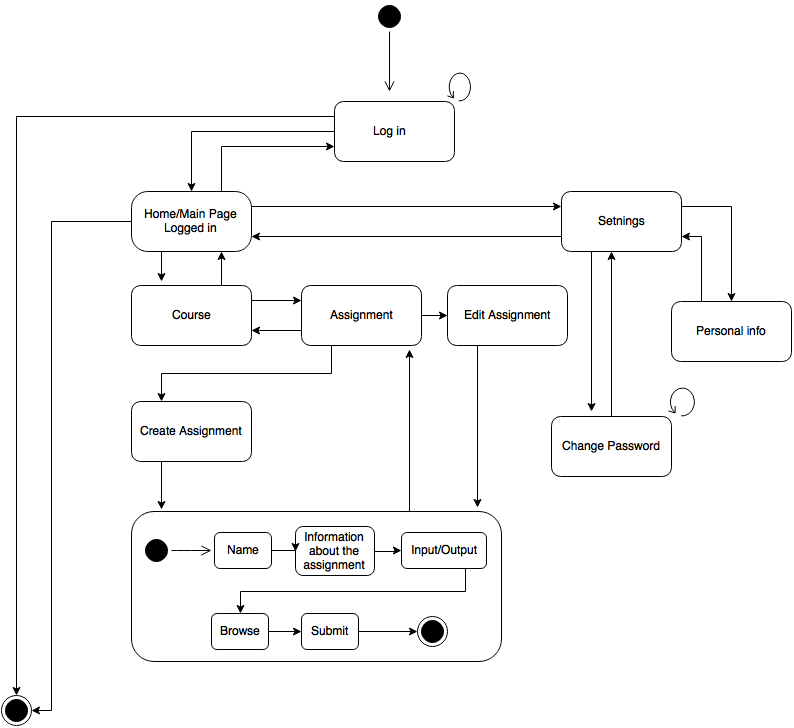 Log in
Home/Main Page
Logged in
Setnings
Course
Assignment
Edit Assignment
Personal info
Create Assignment
Change Password
Name
Information
about the
assignment
Input/Output
Browse
Submit